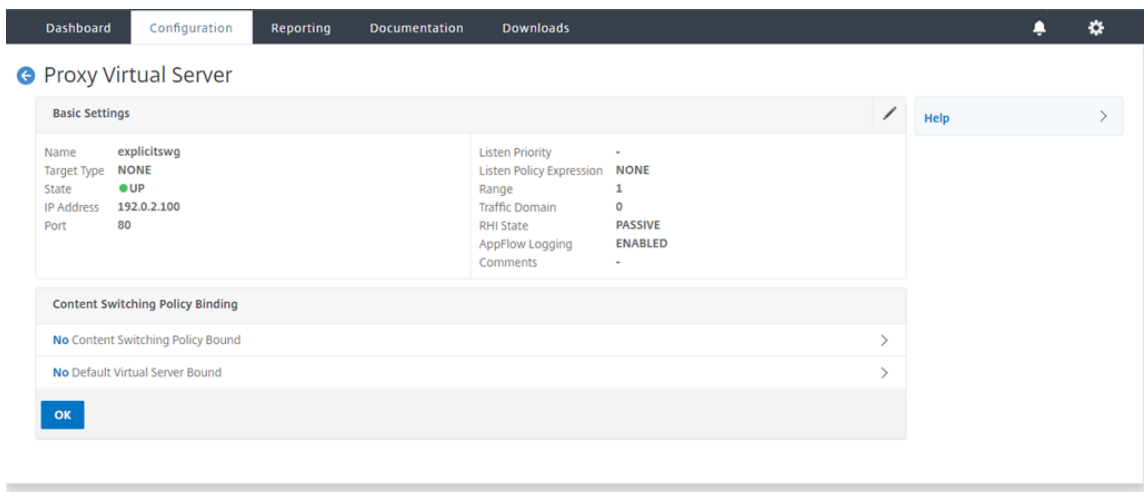 Dashboard Configuration Reporting Documentation Downloads
Proxy Virtual Server
Basic Settings
Name explicitswg
Target Type NONE
State UP
IP Address 192.0.2.100
Port 80
Listen Priority -
Listen Policy Expression NONE
Range 1
Traffic Domain 0
RHI State PASSIVE
AppFlow Logging ENABLED
Comments -
Help
Content Switching Policy Binding
No Content Switching Policy Bound
No Default Virtual Server Bound
OK